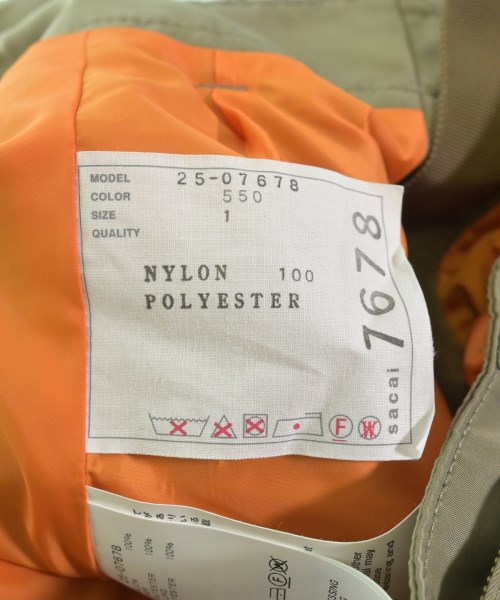 MODEL 25-07678
COLOR 550
SIZE 1
QUALITY
NYLON 100
POLYESTER
7678
sacai
F
W